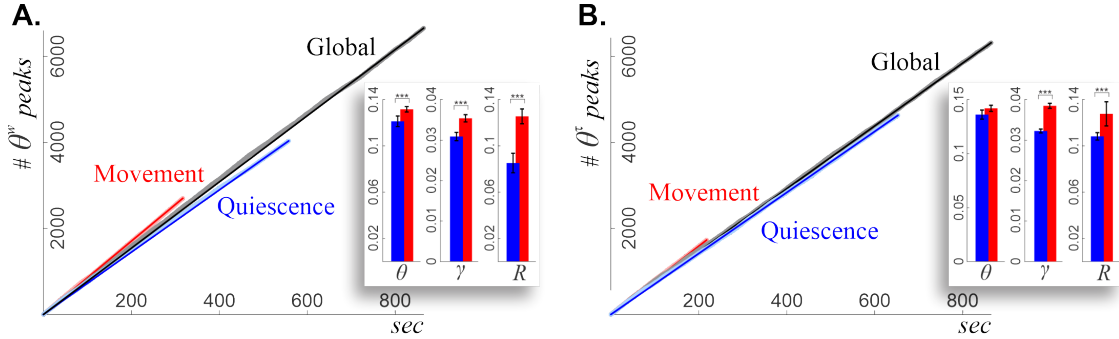 A.
# θʷ peaks
6000
4000
2000
Global
Movement
Quiescence
200 400 600 800
sec
0.14
0.1
0.06
0.02
***
θ
0.04
0.03
0.02
0.01
0
***
γ
0.14
0.1
0.06
0.02
***
R
B.
# θᵗ peaks
6000
4000
2000
Global
Movement
Quiescence
200 400 600 800
sec
0.15
0.1
0.05
0
θ
0.04
0.03
0.02
0.01
0
***
γ
0.14
0.1
0.06
0.02
***
R